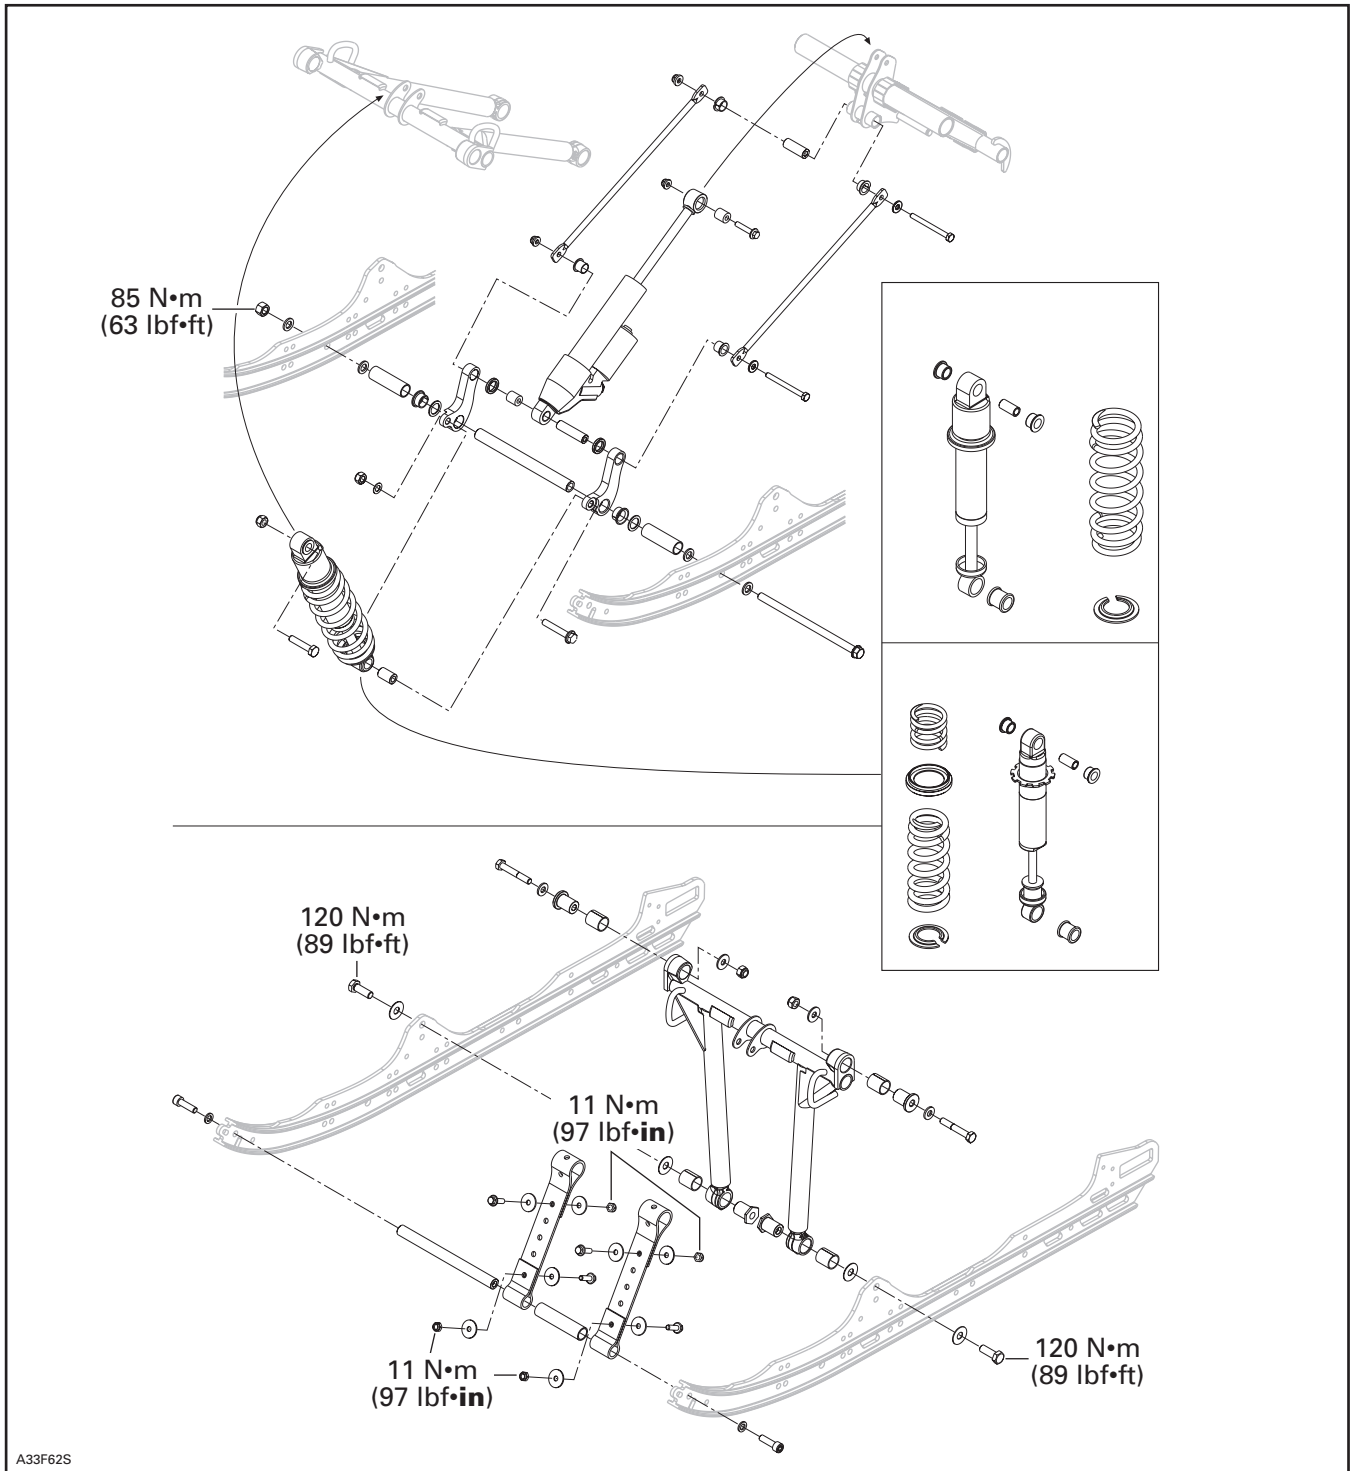 85 N•m
(63 lbf•ft)
120 N•m
(89 lbf•ft)
11 N•m
(97 lbf•in)
11 N•m
(97 lbf•in)
120 N•m
(89 lbf•ft)
A33F62S